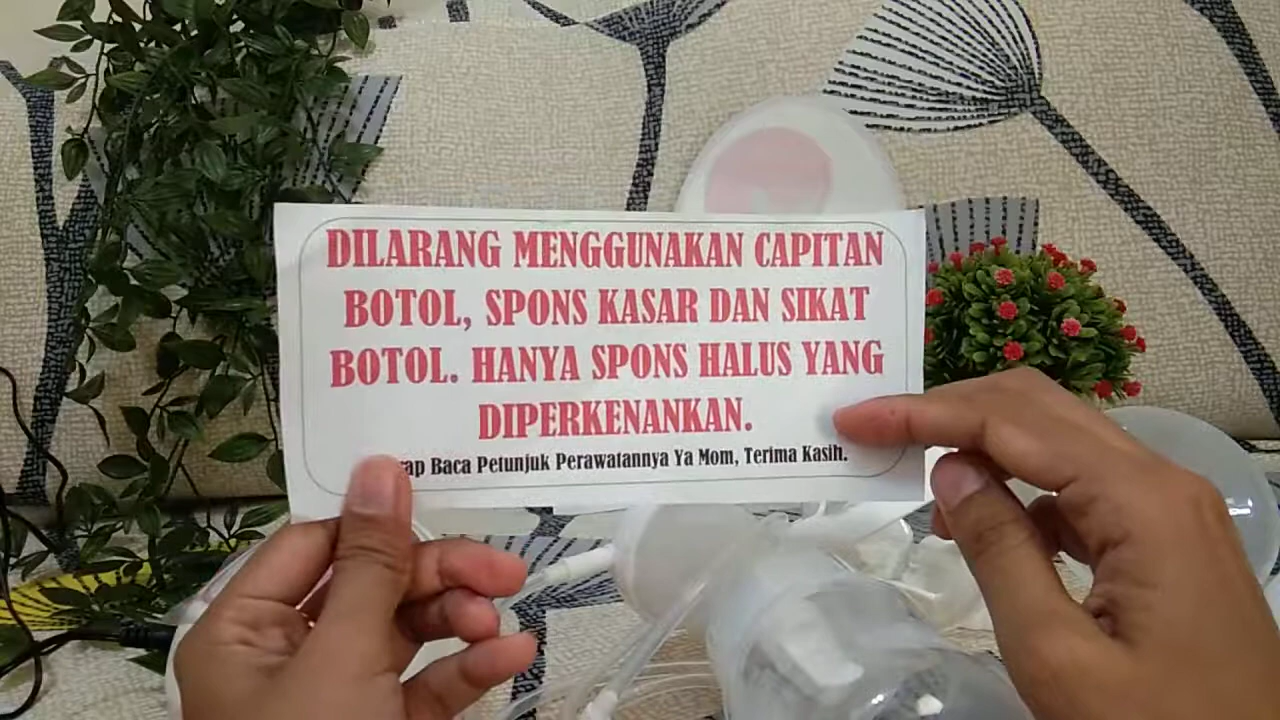 DILARANG MENGGUNAKAN CAPITAN
BOTOL, SPONS KASAR DAN SIKAT
BOTOL. HANYA SPONS HALUS YANG
DIPERKENANKAN.
Baca Petunjuk Perawatannya Ya Mom, Terima Kasih.